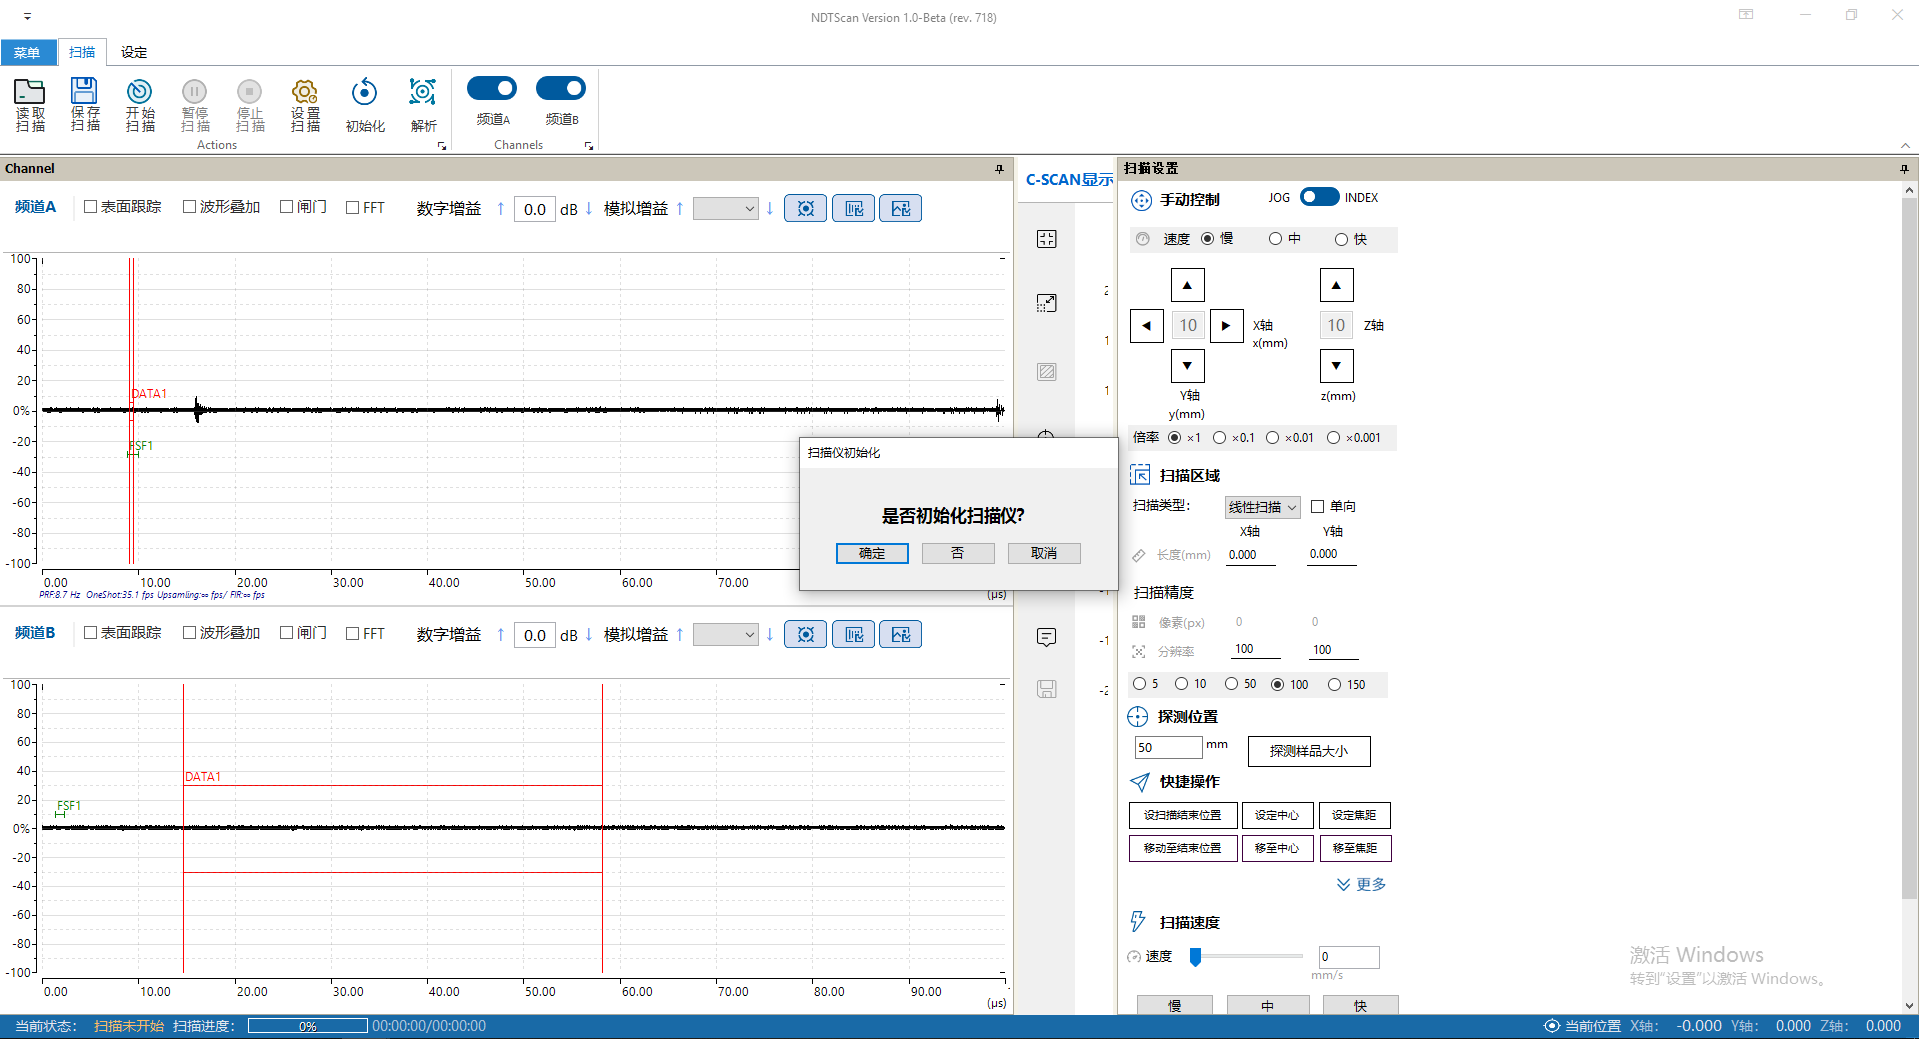 NDTScan Version 1.0-Beta (rev. 718)
菜单 扫描 设定
读取扫描 保存扫描 开始扫描 暂停扫描 停止扫描 设置扫描 初始化 解析 频道A 频道B
Actions Channels
Channel
频道A 表面跟踪 波形叠加 闸门 FFT 数字增益 ↑ 0.0 dB ↓ 模拟增益 ↑ ↓
100
80
60
40
20
DATA1
0%
-20
FSF1
-40
-60
-80
-100
0.00 10.00 20.00 30.00 40.00 50.00 60.00 70.00
PRF:8.7 Hz OneShot:35.1 fps Upsamling:∞ fps/ FIR:∞ fps
(μs)
频道B 表面跟踪 波形叠加 闸门 FFT 数字增益 ↑ 0.0 dB ↓ 模拟增益 ↑ ↓
100
80
60
40
DATA1
20
FSF1
0%
-20
-40
-60
-80
-100
0.00 10.00 20.00 30.00 40.00 50.00 60.00 70.00 80.00 90.00
(μs)
C-SCAN显示
2
1
1
-1
-1
-2
扫描仪初始化
是否初始化扫描仪?
确定 否 取消
扫描设置
手动控制 JOG INDEX
速度 慢 中 快
10 X轴 10 Z轴
x(mm)
Y轴 z(mm)
y(mm)
倍率 ×1 ×0.1 ×0.01 ×0.001
扫描区域
扫描类型: 线性扫描 单向
X轴 Y轴
长度(mm) 0.000 0.000
扫描精度
像素(px) 0 0
分辨率 100 100
5 10 50 100 150
探测位置
50 mm 探测样品大小
快捷操作
设扫描结束位置 设定中心 设定焦距
移动至结束位置 移至中心 移至焦距
更多
扫描速度
速度 0
mm/s
慢 中 快
激活 Windows
转到“设置”以激活 Windows。
当前状态: 扫描未开始 扫描进度: 0% 00:00:00/00:00:00 当前位置 X轴: -0.000 Y轴: 0.000 Z轴: 0.000